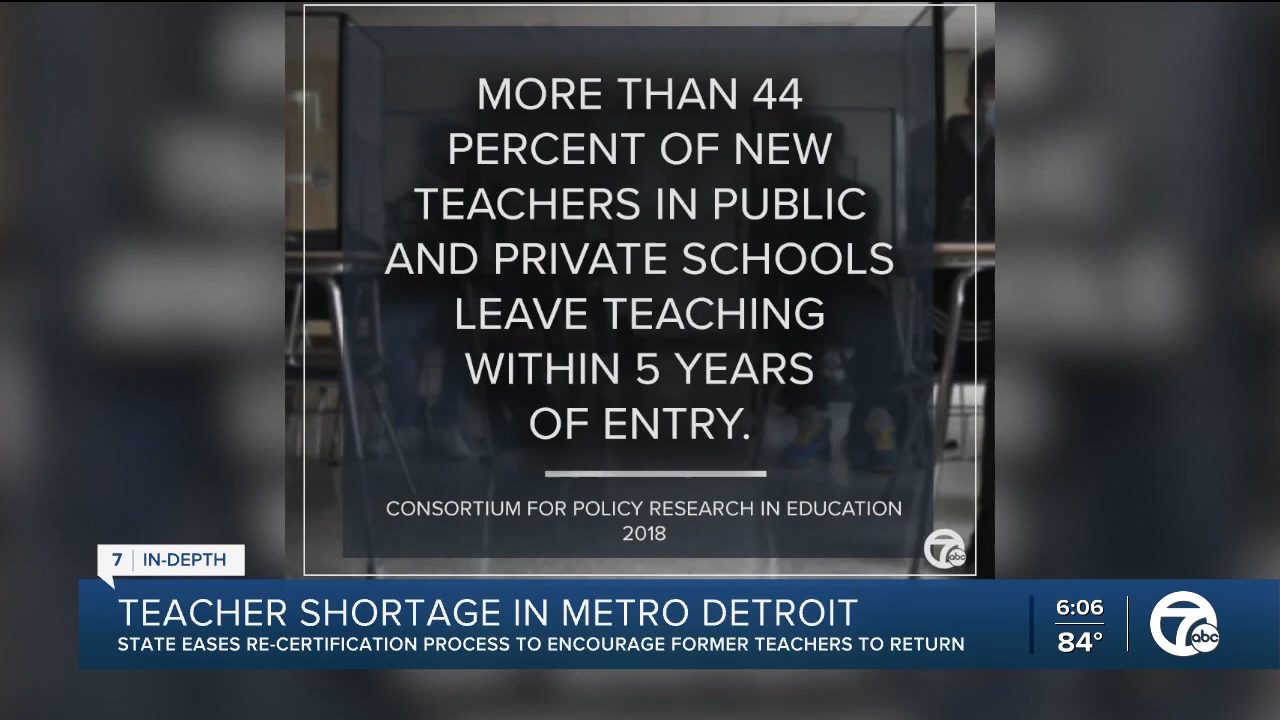 MORE THAN 44
PERCENT OF NEW
TEACHERS IN PUBLIC
AND PRIVATE SCHOOLS
LEAVE TEACHING
WITHIN 5 YEARS
OF ENTRY.
CONSORTIUM FOR POLICY RESEARCH IN EDUCATION
2018
7abc
7 | IN-DEPTH
TEACHER SHORTAGE IN METRO DETROIT
STATE EASES RE-CERTIFICATION PROCESS TO ENCOURAGE FORMER TEACHERS TO RETURN
6:06
84°
7abc